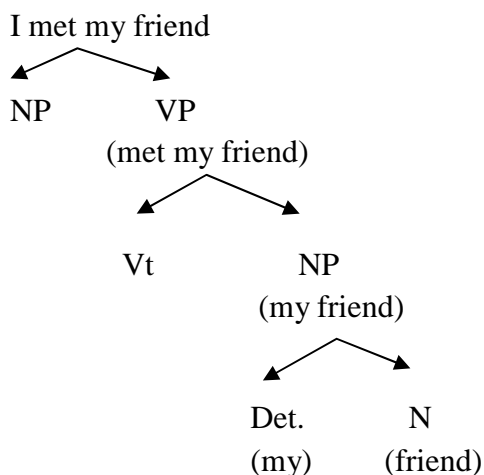 I met my friend
NP VP
(met my friend)
Vt NP
(my friend)
Det. N
(my) (friend)